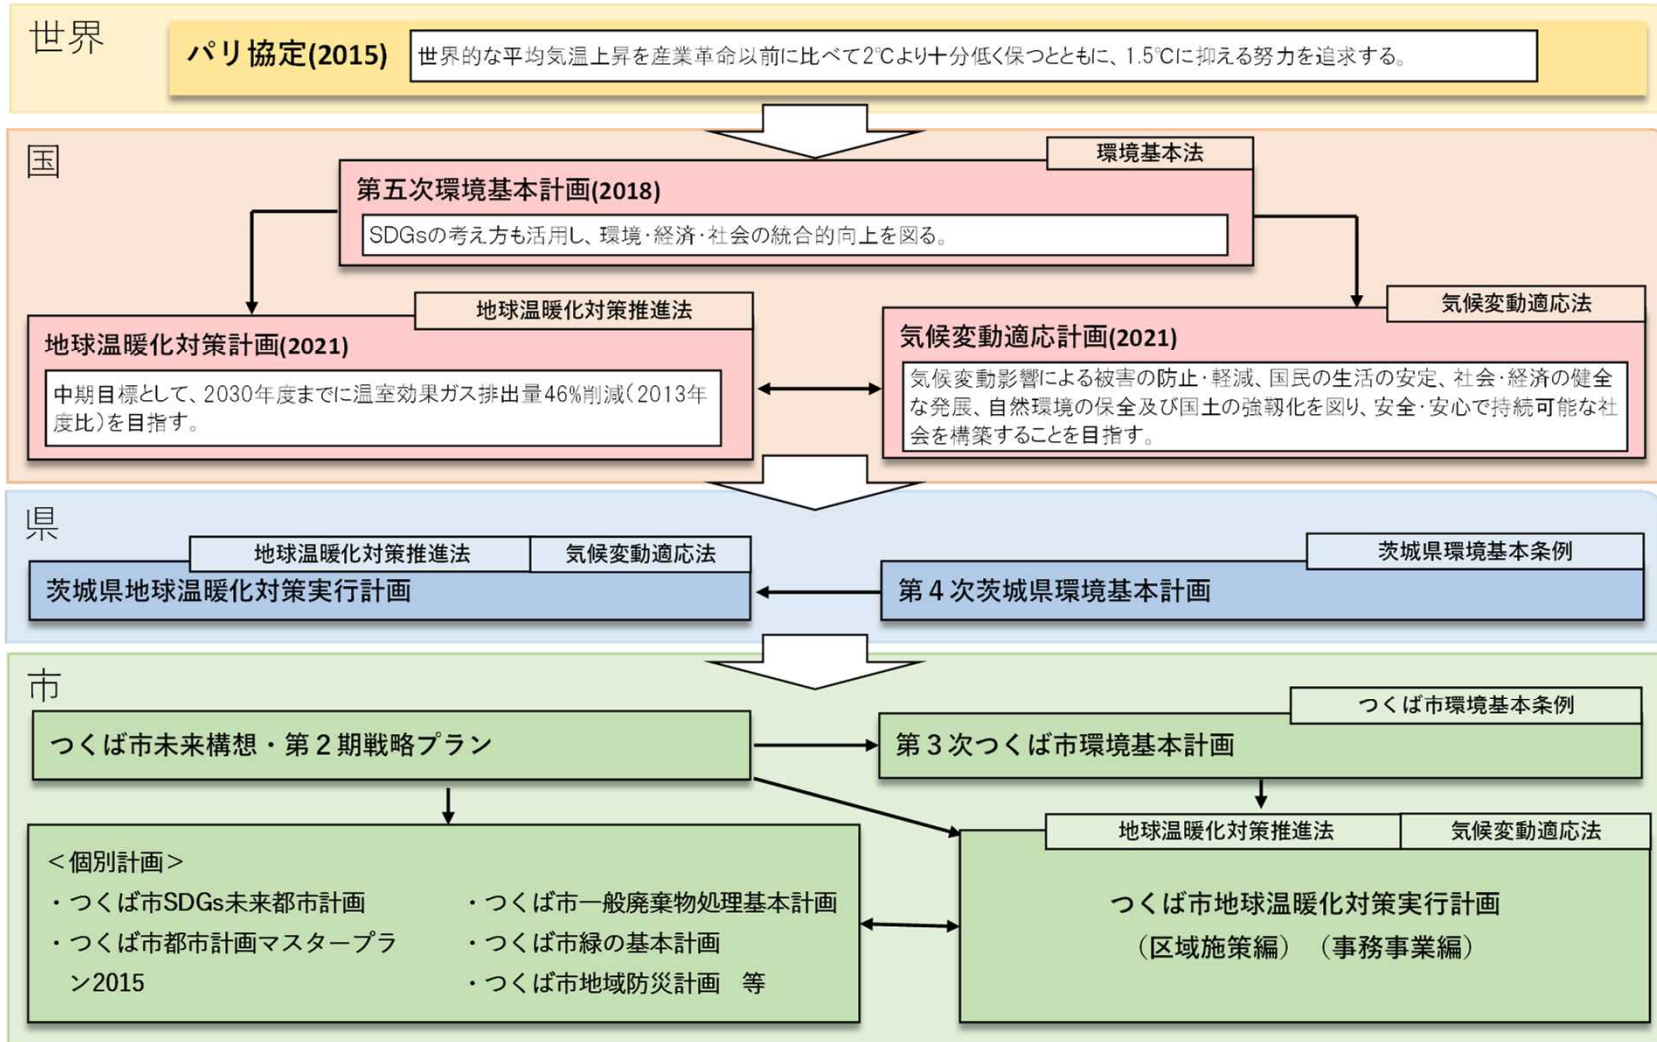 世界
パリ協定(2015)
世界的な平均気温上昇を産業革命以前に比べて2℃より十分低く保つとともに、1.5℃に抑える努力を追求する。
国
環境基本法
第五次環境基本計画(2018)
SDGsの考え方も活用し、環境・経済・社会の統合的向上を図る。
地球温暖化対策推進法
地球温暖化対策計画(2021)
中期目標として、2030年度までに温室効果ガス排出量46%削減(2013年
度比)を目指す。
気候変動適応法
気候変動適応計画(2021)
気候変動影響による被害の防止・軽減、国民の生活の安定、社会・経済の健全
な発展、自然環境の保全及び国土の強靱化を図り、安全・安心で持続可能な社
会を構築することを目指す。
県
地球温暖化対策推進法
気候変動適応法
茨城県地球温暖化対策実行計画
茨城県環境基本条例
第4次茨城県環境基本計画
市
つくば市未来構想・第2期戦略プラン
つくば市環境基本条例
第3次つくば市環境基本計画
<個別計画>
・つくば市SDGs未来都市計画
・つくば市都市計画マスタープラ
ン2015
・つくば市一般廃棄物処理基本計画
・つくば市緑の基本計画
・つくば市地域防災計画 等
地球温暖化対策推進法
気候変動適応法
つくば市地球温暖化対策実行計画
(区域施策編)(事務事業編)